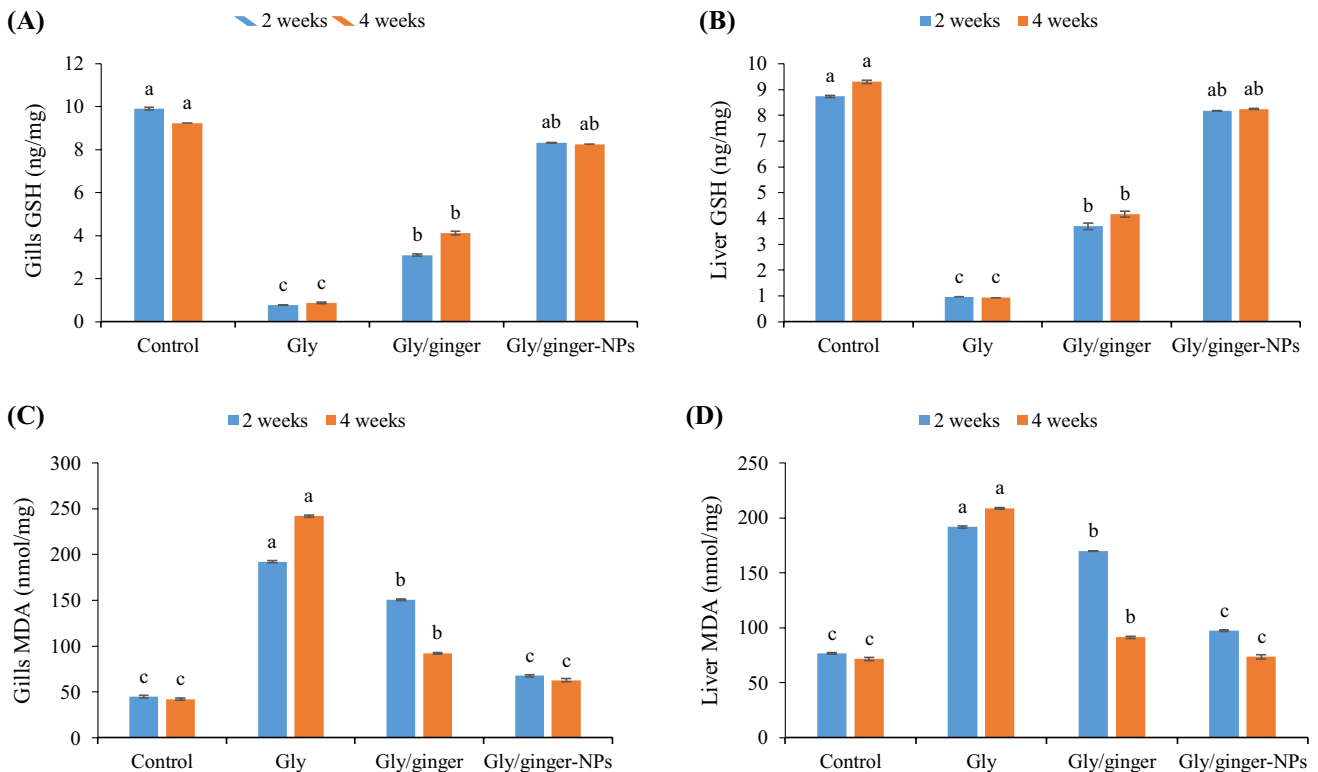 (A)
2 weeks 4 weeks
Gills GSH (ng/mg)
12
10
8
6
4
2
0
a a
c c
b b
ab ab
Control Gly Gly/ginger Gly/ginger-NPs
(B)
2 weeks 4 weeks
Liver GSH (ng/mg)
10
9
8
7
6
5
4
3
2
1
0
a a
c c
b b
ab ab
Control Gly Gly/ginger Gly/ginger-NPs
(C)
2 weeks 4 weeks
Gills MDA (nmol/mg)
300
250
200
150
100
50
0
c c
a a
b b
c c
Control Gly Gly/ginger Gly/ginger-NPs
(D)
2 weeks 4 weeks
Liver MDA (nmol/mg)
250
200
150
100
50
0
c c
a a
b b
c c
Control Gly Gly/ginger Gly/ginger-NPs